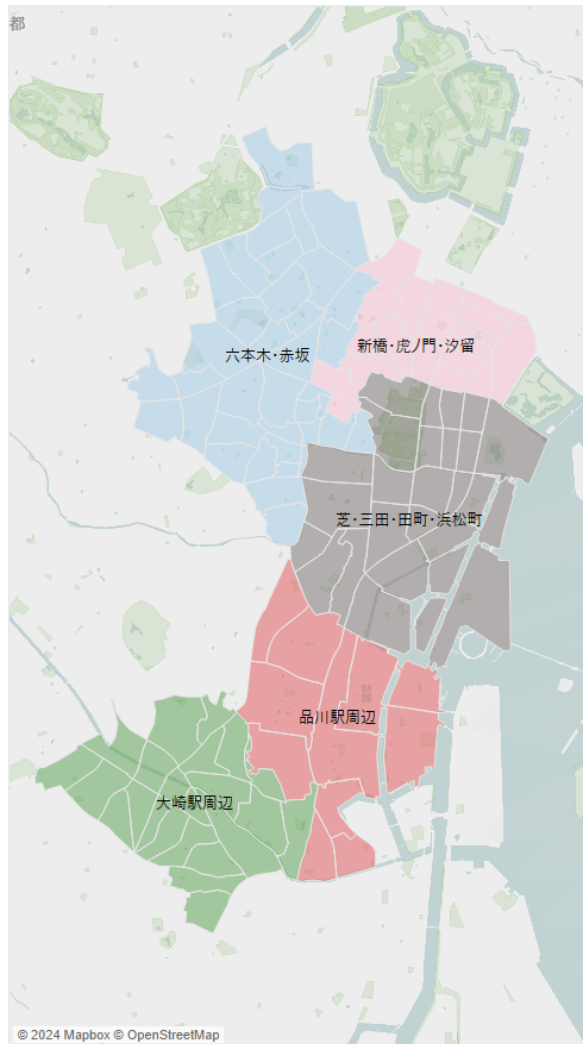 都
新橋・虎ノ門・汐留
六本木・赤坂
芝・三田・田町・浜松町
品川駅周辺
大崎駅周辺
© 2024 Mapbox © OpenStreetMap